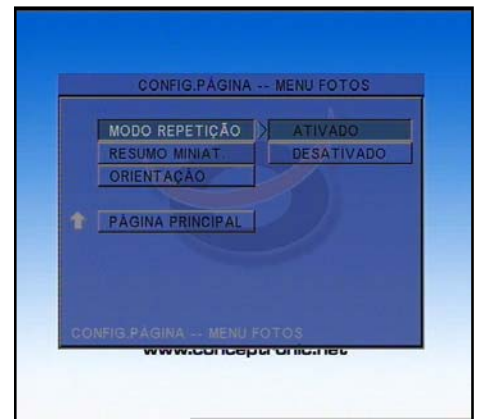 CONFIG.PÁGINA -- MENU FOTOS
MODO REPETIÇÃO ATIVADO
RESUMO MINIAT. DESATIVADO
ORIENTAÇÃO
PÁGINA PRINCIPAL
CONFIG.PÁGINA -- MENU FOTOS
www.conceptronic.net